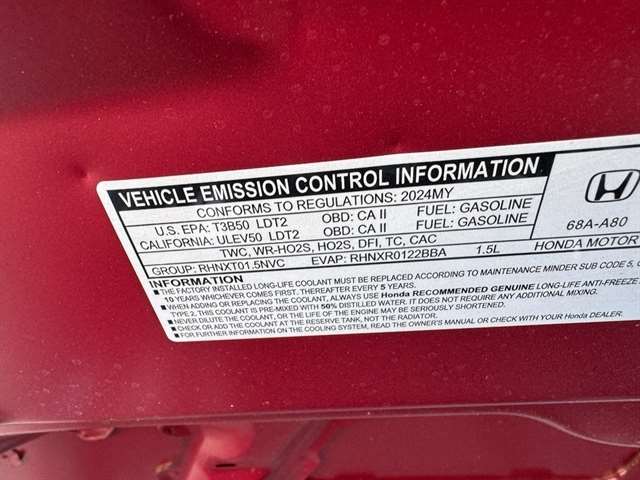 VEHICLE EMISSION CONTROL INFORMATION
CONFORMS TO REGULATIONS: 2024MY
U.S. EPA: T3B50 LDT2 OBD: CA II FUEL: GASOLINE
CALIFORNIA: ULEV50 LDT2 OBD: CA II FUEL: GASOLINE
TWC, WR-HO2S, HO2S, DFI, TC, CAC
GROUP: RHNXT01.5NVC EVAP: RHNXR0122BBA 1.5L
68A-A80
HONDA MOTOR
INFORMATION
■ THE FACTORY INSTALLED LONG-LIFE COOLANT MUST BE REPLACED ACCORDING TO MAINTENANCE MINDER SUB CODE 5, O
10 YEARS WHICHEVER COMES FIRST, THEREAFTER EVERY 5 YEARS.
■ WHEN ADDING OR REPLACING THE COOLANT, ALWAYS USE Honda RECOMMENDED GENUINE LONG-LIFE ANTI-FREEZE
TYPE 2, THIS COOLANT IS PRE-MIXED WITH 50% DISTILLED WATER. IT DOES NOT REQUIRE ANY ADDITIONAL MIXING.
■ NEVER DILUTE THE COOLANT, OR THE LIFE OF THE ENGINE MAY BE SERIOUSLY SHORTENED.
■ CHECK OR ADD THE COOLANT AT THE RESERVE TANK, NOT THE RADIATOR.
■ FOR FURTHER INFORMATION ON THE COOLING SYSTEM, READ THE OWNER'S MANUAL OR CHECK WITH YOUR Honda DEALER.